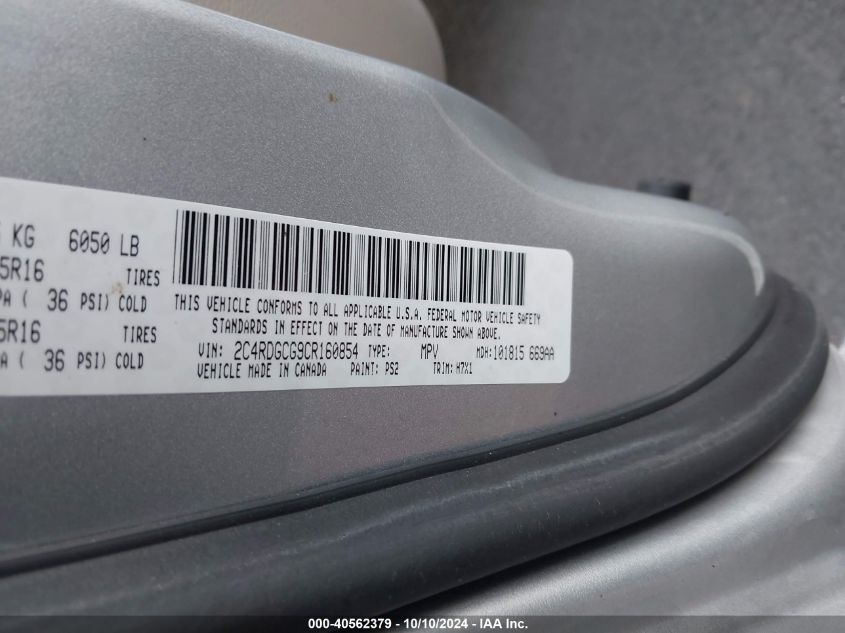 KG 6050 LB
5R16 TIRES
PA ( 36 PSI) COLD
5R16 TIRES
PA ( 36 PSI) COLD
THIS VEHICLE CONFORMS TO ALL APPLICABLE U.S.A. FEDERAL MOTOR VEHICLE SAFETY
STANDARDS IN EFFECT ON THE DATE OF MANUFACTURE SHOWN ABOVE.
VIN: 2C4RDGCG9CR160854 TYPE: MPV MDH:101815 669AA
VEHICLE MADE IN CANADA PAINT: PS2 TRIM: H7X1
000-40562379 - 10/10/2024 - IAA Inc.